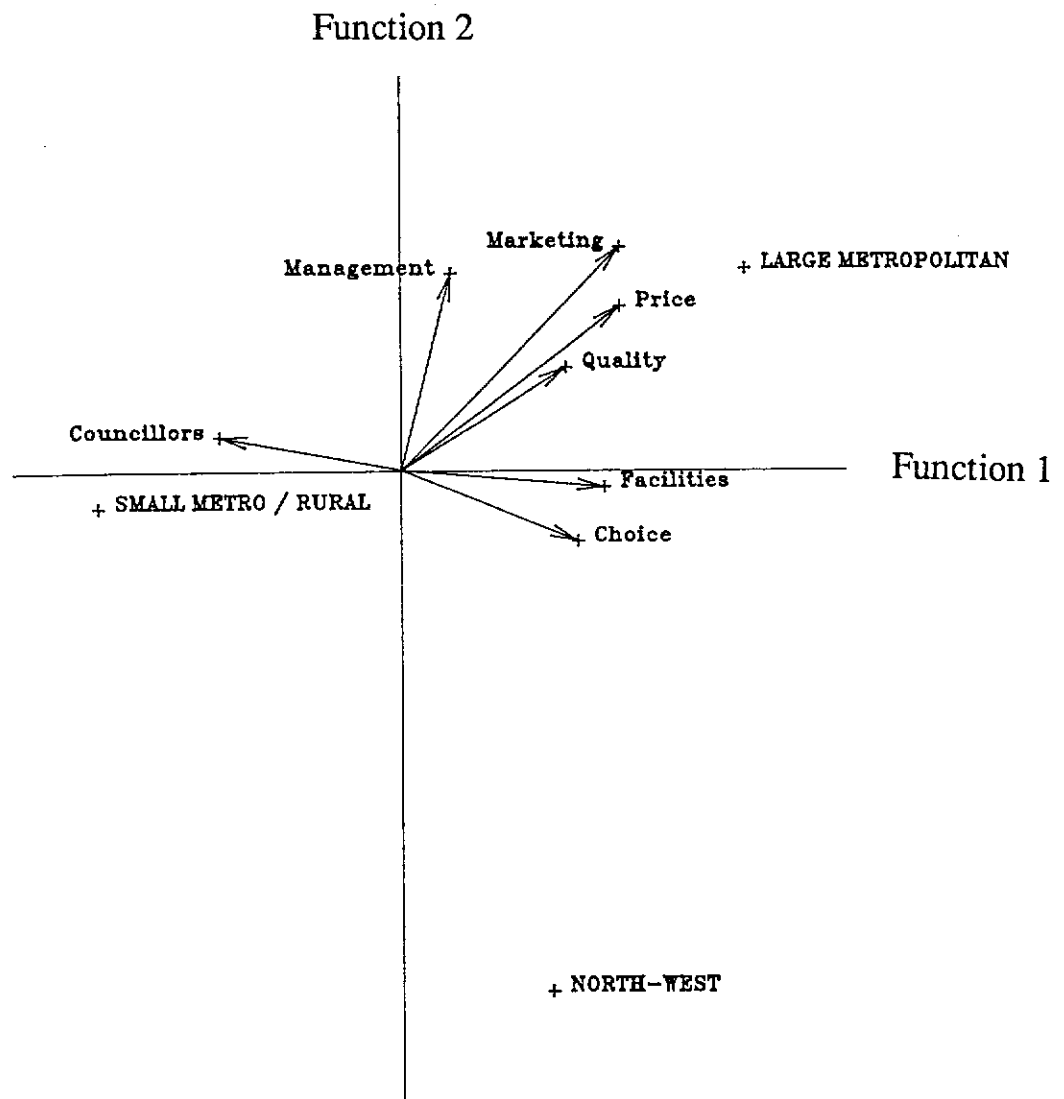 Function 2
Marketing
LARGE METROPOLITAN
Management
Price
Quality
Councillors
Function 1
Facilities
SMALL METRO / RURAL
Choice
NORTH-WEST